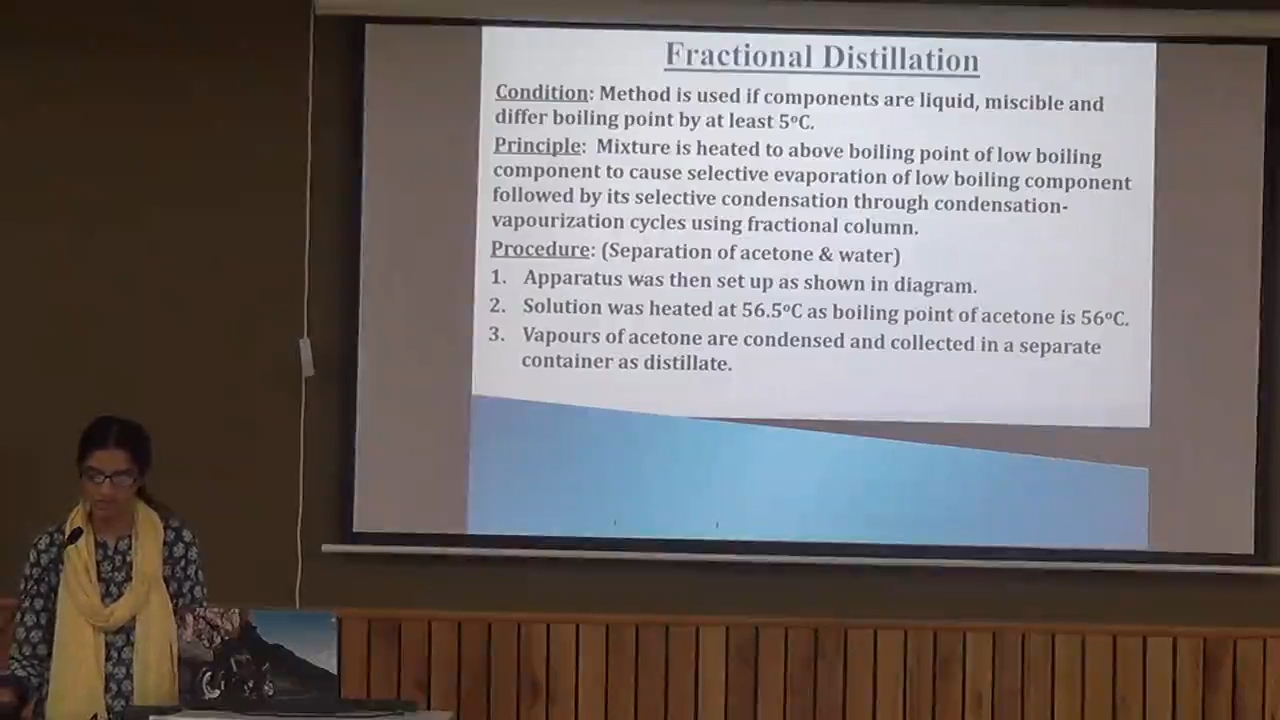 Fractional Distillation
Condition: Method is used if components are liquid, miscible and
differ boiling point by at least 5ºC.
Principle: Mixture is heated to above boiling point of low boiling
component to cause selective evaporation of low boiling component
followed by its selective condensation through condensation-
vapourization cycles using fractional column.
Procedure: (Separation of acetone & water)
1. Apparatus was then set up as shown in diagram.
2. Solution was heated at 56.5ºC as boiling point of acetone is 56ºC.
3. Vapours of acetone are condensed and collected in a separate
container as distillate.